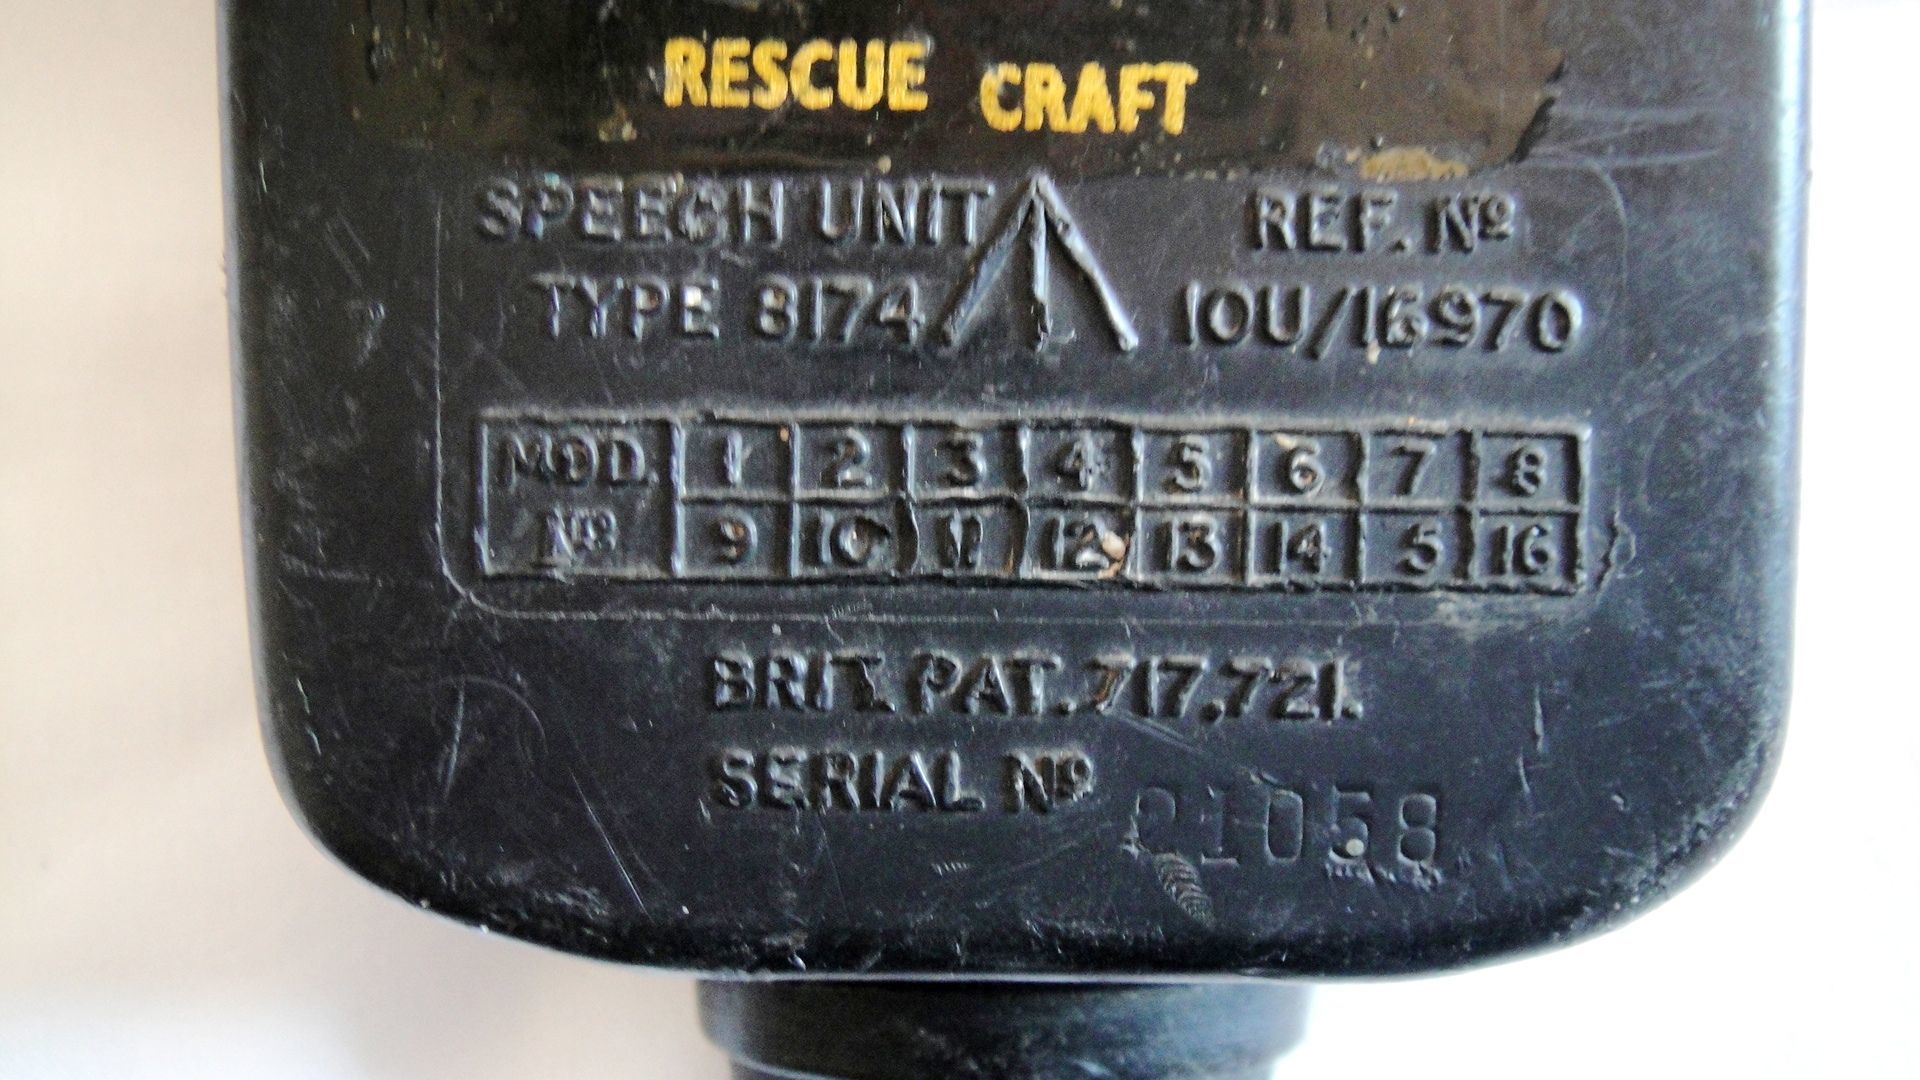 RESCUE CRAFT
SPEECH UNIT
TYPE 8174
REF. Nº
10U/16970
MOD. 1 2 3 4 5 6 7 8
Nº 9 10 11 12 13 14 15 16
BRIT. PAT. 717,721.
SERIAL Nº